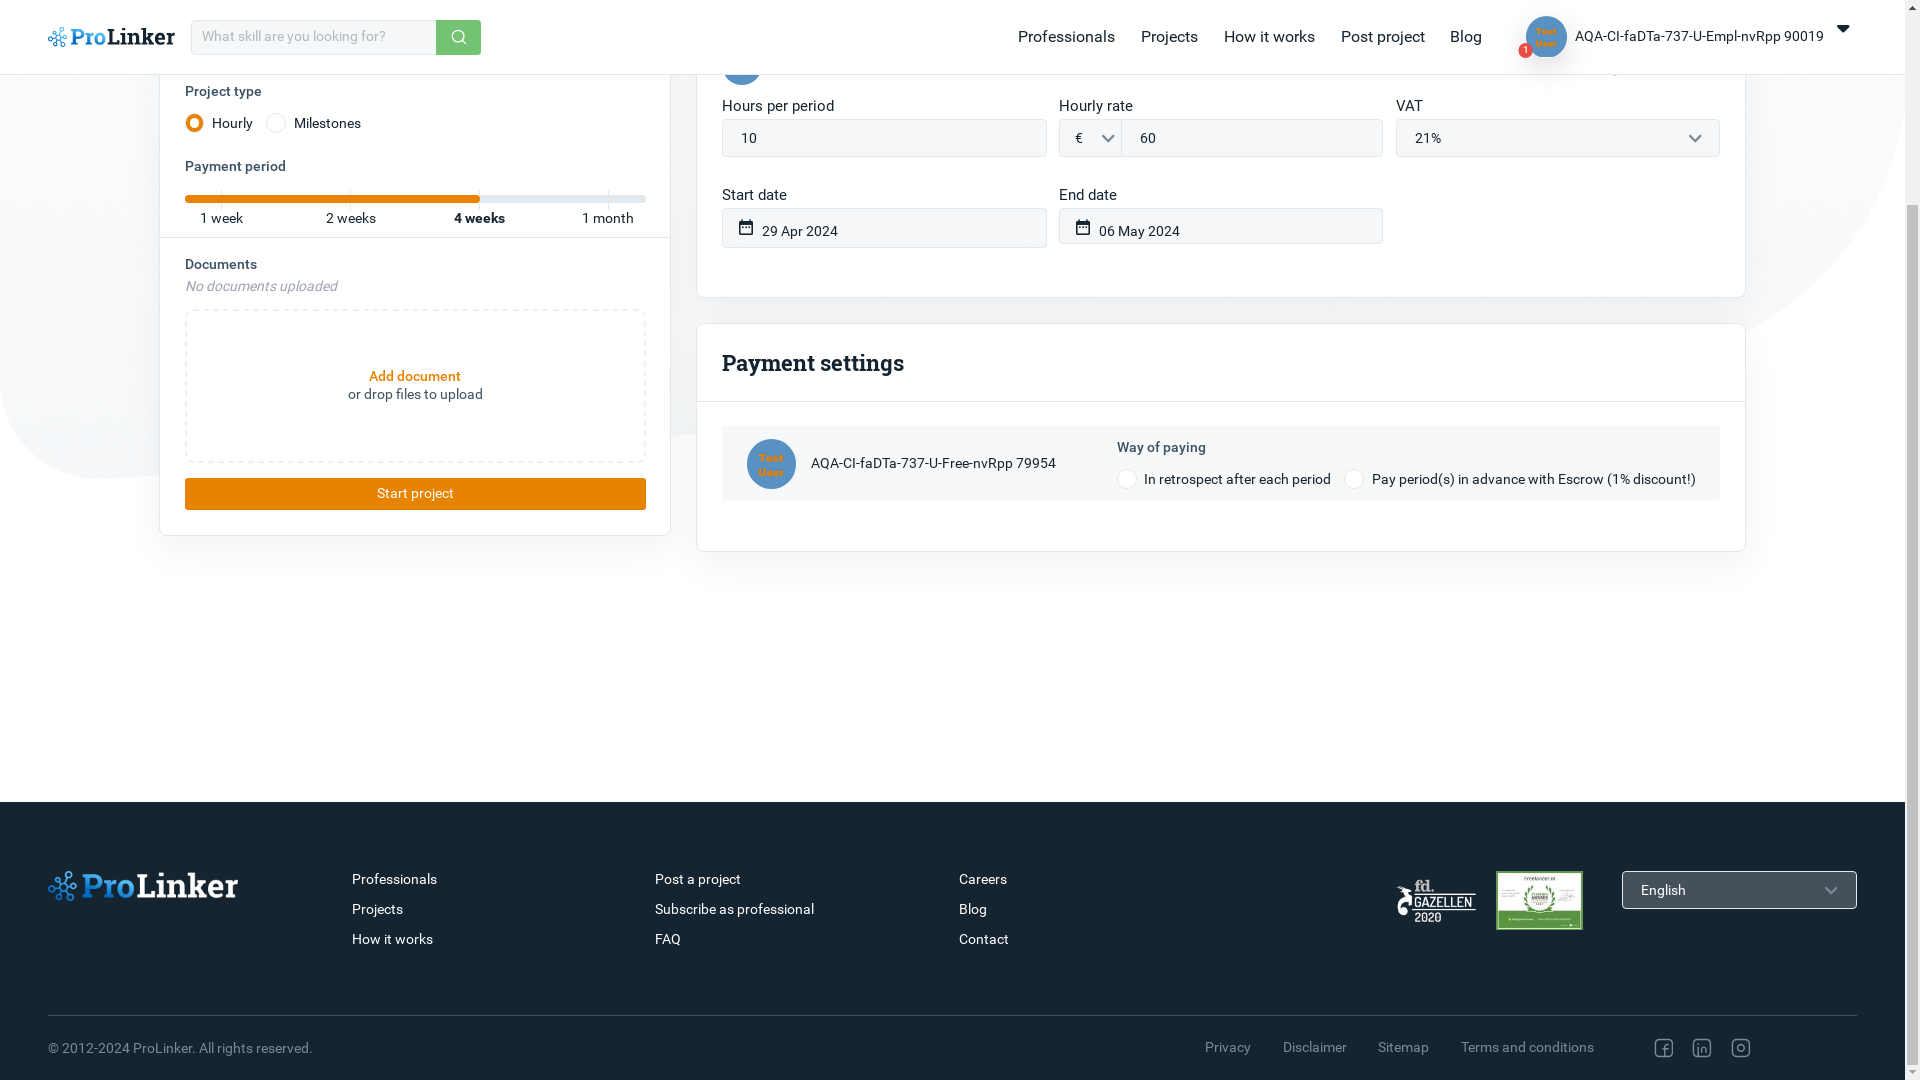 ProLinker
What skill are you looking for?
Professionals
Projects
How it works
Post project
Blog
Test
User
1
AQA-CI-faDTa-737-U-Empl-nvRpp 90019
Project type
Hourly
Milestones
Payment period
1 week
2 weeks
4 weeks
1 month
Documents
No documents uploaded
Add document
or drop files to upload
Start project
Hours per period
10
Hourly rate
€
60
VAT
21%
Start date
29 Apr 2024
End date
06 May 2024
Payment settings
Test
User
AQA-CI-faDTa-737-U-Free-nvRpp 79954
Way of paying
In retrospect after each period
Pay period(s) in advance with Escrow (1% discount!)
ProLinker
Professionals
Projects
How it works
Post a project
Subscribe as professional
FAQ
Careers
Blog
Contact
fd.
GAZELLEN
2020
Freelancer.nl
English
© 2012-2024 ProLinker. All rights reserved.
Privacy
Disclaimer
Sitemap
Terms and conditions